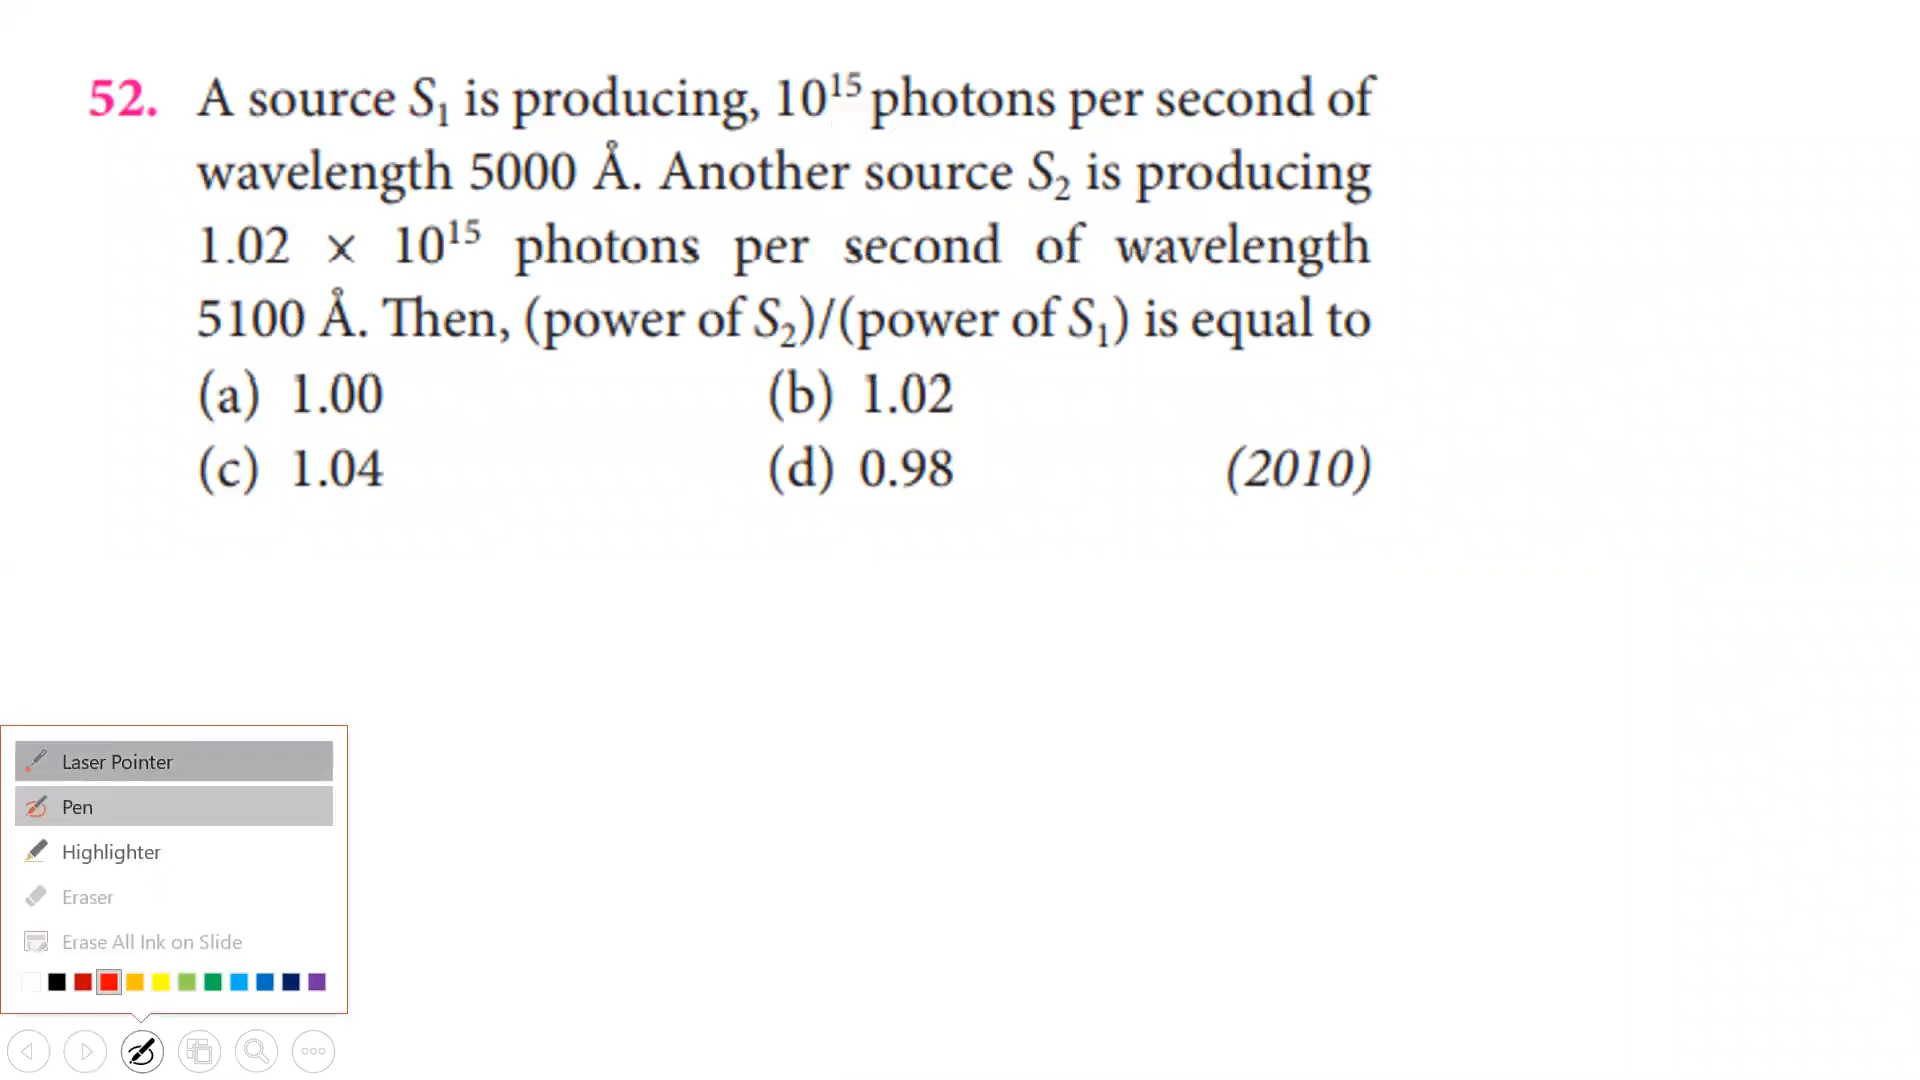 52. A source S₁ is producing, 10¹⁵ photons per second of
wavelength 5000 Å. Another source S₂ is producing
1.02 × 10¹⁵ photons per second of wavelength
5100 Å. Then, (power of S₂)/(power of S₁) is equal to
(a) 1.00 (b) 1.02
(c) 1.04 (d) 0.98 (2010)
Laser Pointer
Pen
Highlighter
Eraser
Erase All Ink on Slide